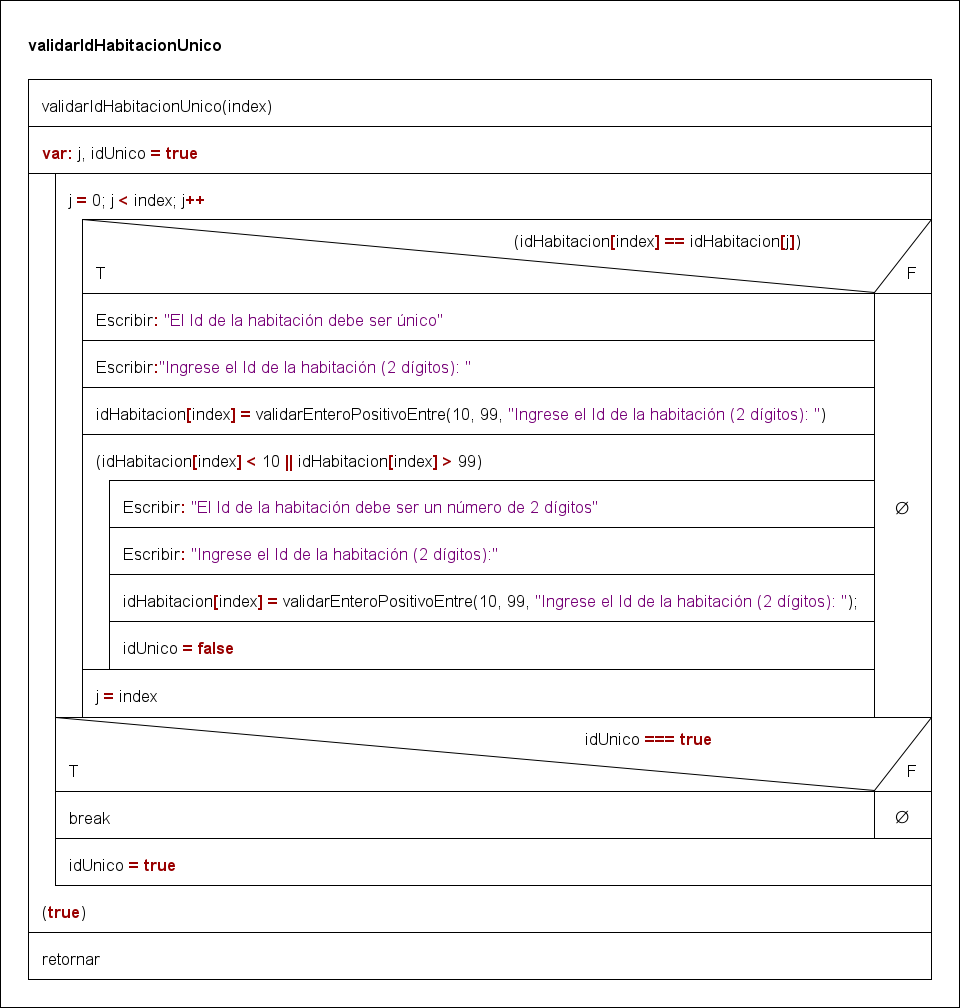 validarIdHabitacionUnico
validarIdHabitacionUnico(index)
var: j, idUnico = true
j = 0; j < index; j++
(idHabitacion[index] == idHabitacion[j])
T F
Escribir: "El Id de la habitación debe ser único"
Escribir:"Ingrese el Id de la habitación (2 dígitos): "
idHabitacion[index] = validarEnteroPositivoEntre(10, 99, "Ingrese el Id de la habitación (2 dígitos): ")
(idHabitacion[index] < 10 || idHabitacion[index] > 99)
Escribir: "El Id de la habitación debe ser un número de 2 dígitos"
∅
Escribir: "Ingrese el Id de la habitación (2 dígitos):"
idHabitacion[index] = validarEnteroPositivoEntre(10, 99, "Ingrese el Id de la habitación (2 dígitos): ");
idUnico = false
j = index
idUnico === true
T F
break ∅
idUnico = true
(true)
retornar